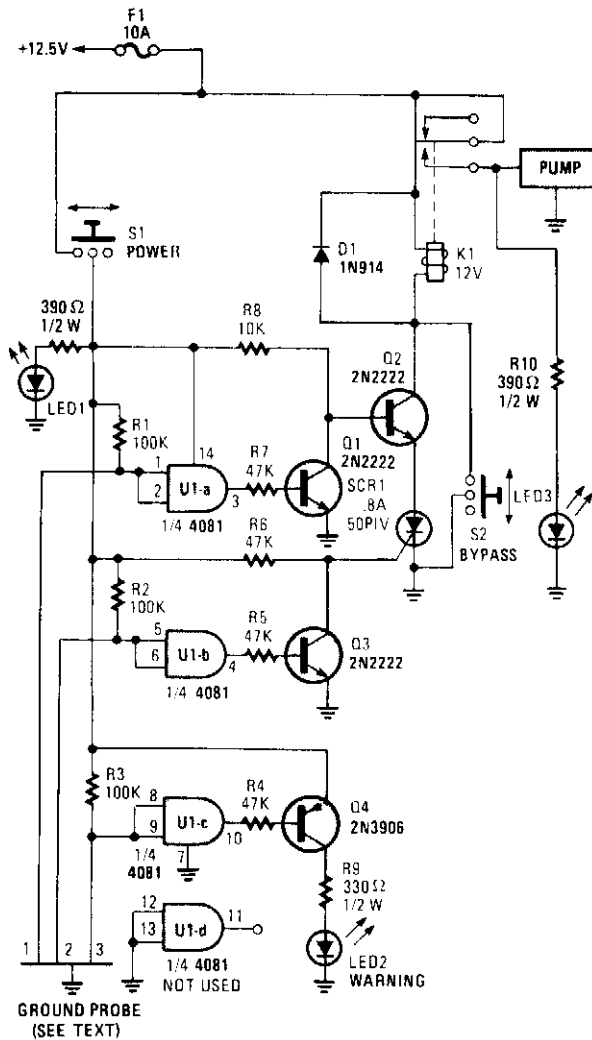 F1
10A
+12.5V
PUMP
S1
POWER
D1
1N914
K1
12V
390Ω
1/2 W
R8
10K
R10
390Ω
1/2 W
Q2
2N2222
LED1
R1
100K
1
2
14
U1-a
3
1/4 4081
R7
47K
Q1
2N2222
SCR1
.8A
50PIV
LED3
S2
BYPASS
R6
47K
R2
100K
5
6
U1-b
4
1/4 4081
R5
47K
Q3
2N2222
R3
100K
8
9
U1-c
10
7
1/4
4081
R4
47K
Q4
2N3906
R9
330Ω
1/2 W
12
13
U1-d
11
1/4 4081
NOT USED
LED2
WARNING
1
2
3
GROUND PROBE
(SEE TEXT)